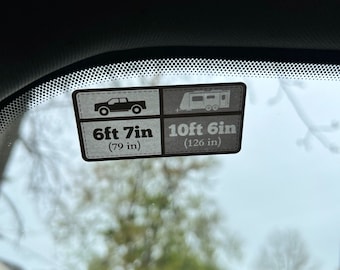 6ft 7in 10ft 6in
(79 in) (126 in)